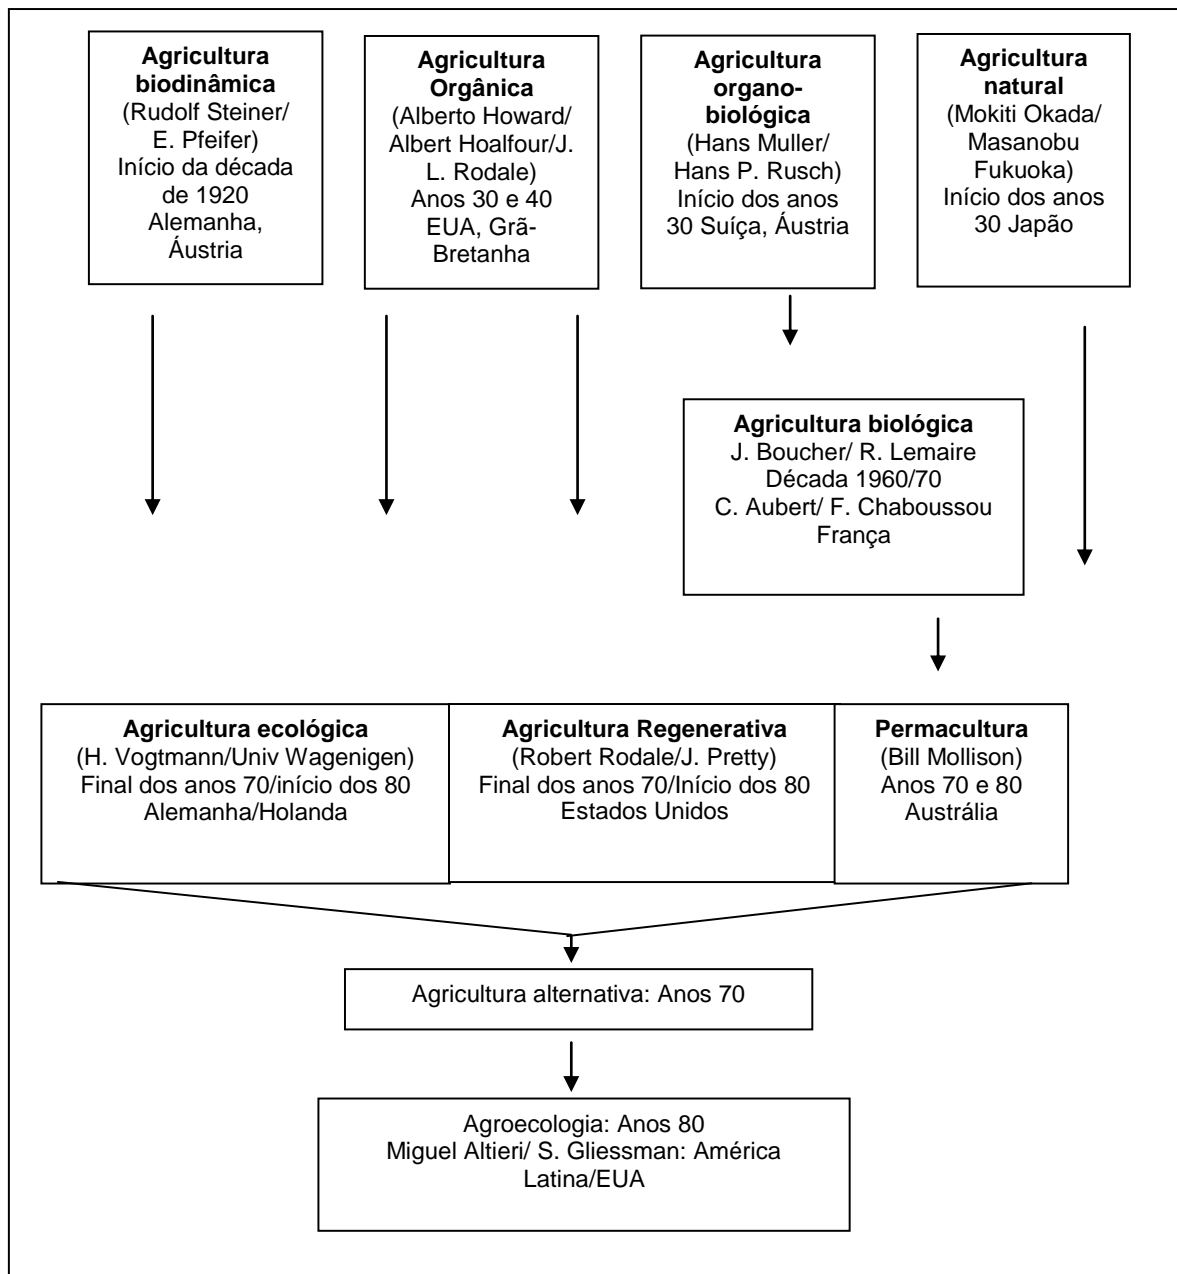 Agricultura
biodinâmica
(Rudolf Steiner/
E. Pfeifer)
Início da década
de 1920
Alemanha,
Áustria
Agricultura
Orgânica
(Alberto Howard/
Albert Hoalfour/J.
L. Rodale)
Anos 30 e 40
EUA, Grã-
Bretanha
Agricultura
organo-
biológica
(Hans Muller/
Hans P. Rusch)
Início dos anos
30 Suíça, Áustria
Agricultura
natural
(Mokiti Okada/
Masanobu
Fukuoka)
Início dos anos
30 Japão
Agricultura biológica
J. Boucher/ R. Lemaire
Década 1960/70
C. Aubert/ F. Chaboussou
França
Agricultura ecológica
(H. Vogtmann/Univ Wagenigen)
Final dos anos 70/início dos 80
Alemanha/Holanda
Agricultura Regenerativa
(Robert Rodale/J. Pretty)
Final dos anos 70/Início dos 80
Estados Unidos
Permacultura
(Bill Mollison)
Anos 70 e 80
Austrália
Agricultura alternativa: Anos 70
Agroecologia: Anos 80
Miguel Altieri/ S. Gliessman: América
Latina/EUA